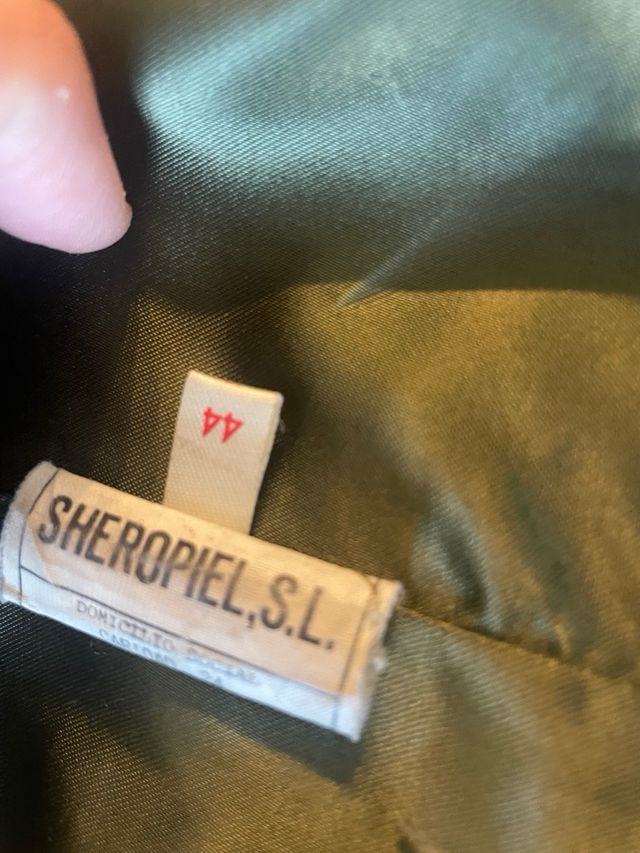 44
SHEROPIEL, S.L.
DOMICILIO SOCIAL